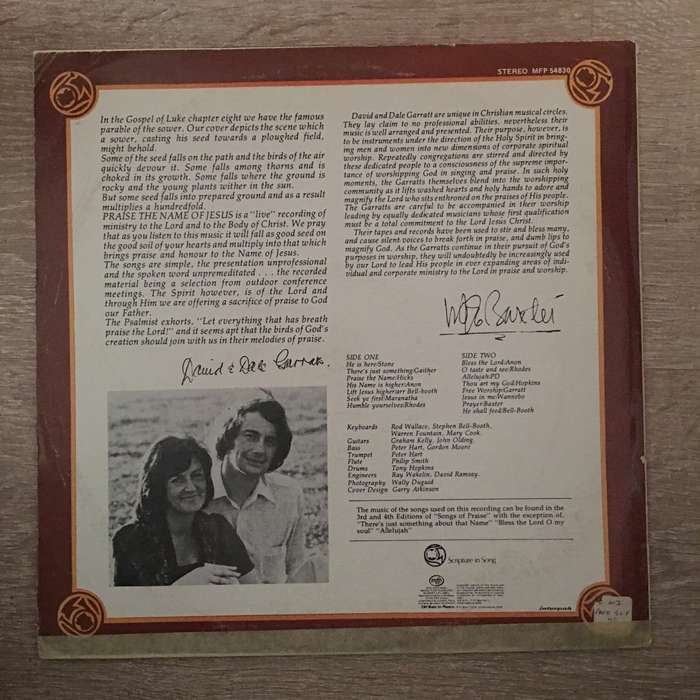 STEREO MFP 54830
In the Gospel of Luke chapter eight we have the famous
parable of the sower. Our cover depicts the scene which
a sower, casting his seed towards a ploughed field,
might behold.
Some of the seed falls on the path and the birds of the air
quickly devour it. Some falls among thorns and is
choked in its growth. Some falls where the ground is
rocky and the young plants wither in the sun.
But some seed falls into prepared ground and as a result
multiplies a hundredfold.
PRAISE THE NAME OF JESUS is a "live" recording of
ministry to the Lord and to the Body of Christ. We pray
that as you listen to this music it will fall as good seed on
the good soil of your hearts and multiply into that which
brings praise and honour to the Name of Jesus.
The songs are simple, the presentation unprofessional
and the spoken word unpremeditated . . . the recorded
material being a selection from outdoor conference
meetings. The Spirit however, is of the Lord and
through Him we are offering a sacrifice of praise to God
our Father.
The Psalmist exhorts, "Let everything that has breath
praise the Lord!" and it seems apt that the birds of God's
creation should join with us in their melodies of praise.
David & Dale Garratt.
David and Dale Garratt are unique in Christian musical circles.
They lay claim to no professional abilities, nevertheless their
music is well arranged and presented. Their purpose, however, is
to be instruments under the direction of the Holy Spirit in bring-
ing men and women into new dimensions of corporate spiritual
worship. Repeatedly congregations are stirred and directed by
these dedicated people to a consciousness of the supreme impor-
tance of worshipping God in singing and praise. In such holy
moments, the Garratts themselves blend into the worshipping
community as it lifts washed hearts and holy hands to adore and
magnify the Lord who sits enthroned on the praises of His people.
The Garratts are careful to be accompanied in their worship
leading by equally dedicated musicians whose first qualification
must be a total commitment to the Lord Jesus Christ.
Their tapes and records have been used to stir and bless many,
and cause silent voices to break forth in praise, and dumb lips to
magnify God. As the Garratts continue in their pursuit of God's
purposes in worship, they will undoubtedly be increasingly used
by our Lord to lead His people in ever expanding areas of indi-
vidual and corporate ministry to the Lord in praise and worship.
SIDE ONE
He is here/Stone
There's just something/Gaither
Praise the Name/Hicks
His Name is higher/Anon
Lift Jesus higher/arr Bell-booth
Seek ye first/Maranatha
Humble yourselves/Rhodes
SIDE TWO
Bless the Lord/Anon
O taste and see/Rhodes
Allelujah/PD
Thou art my God/Hopkins
Free Worship/Garratt
Jesus in me/Wannebo
Prayer/Baxter
He shall feed/Bell-Booth
Keyboards Rod Wallace, Stephen Bell-Booth,
Warren Fountain, Mary Cook.
Guitars Graham Kelly, John Olding.
Bass Peter Hart, Gordon Moore
Trumpet Peter Hart
Flute Philip Smith
Drums Tony Hopkins
Engineers Ray Wakelin, David Ramsay.
Photography Wally Duguid
Cover Design Garry Atkinson
The music of the songs used on this recording can be found in the
3rd and 4th Editions of "Songs of Praise" with the exception of,
"There's just something about that Name" "Bless the Lord O my
soul" "Allelujah"
Scripture in Song